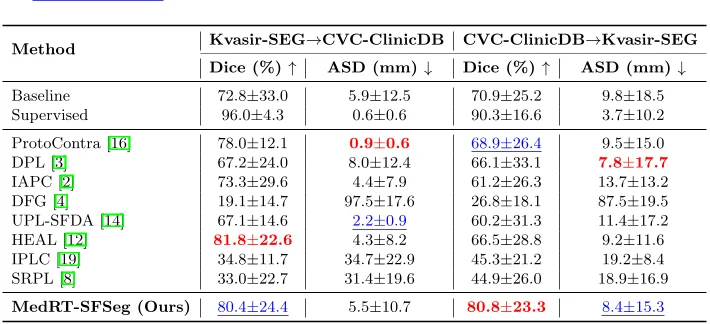 Method Kvasir-SEG→CVC-ClinicDB CVC-ClinicDB→Kvasir-SEG
Dice (%) ↑ ASD (mm) ↓ Dice (%) ↑ ASD (mm) ↓
Baseline 72.8±33.0 5.9±12.5 70.9±25.2 9.8±18.5
Supervised 96.0±4.3 0.6±0.6 90.3±16.6 3.7±10.2
ProtoContra [16] 78.0±12.1 0.9±0.6 68.9±26.4 9.5±15.0
DPL [3] 67.2±24.0 8.0±12.4 66.1±33.1 7.8±17.7
IAPC [2] 73.3±29.6 4.4±7.9 61.2±26.3 13.7±13.2
DFG [4] 19.1±14.7 97.5±17.6 26.8±18.1 87.5±19.5
UPL-SFDA [14] 67.1±14.6 2.2±0.9 60.2±31.3 11.4±17.2
HEAL [12] 81.8±22.6 4.3±8.2 66.5±28.8 9.2±11.6
IPLC [19] 34.8±11.7 34.7±22.9 45.3±21.2 19.2±8.4
SRPL [8] 33.0±22.7 31.4±19.6 44.9±26.0 18.9±16.9
MedRT-SFSeg (Ours) 80.4±24.4 5.5±10.7 80.8±23.3 8.4±15.3